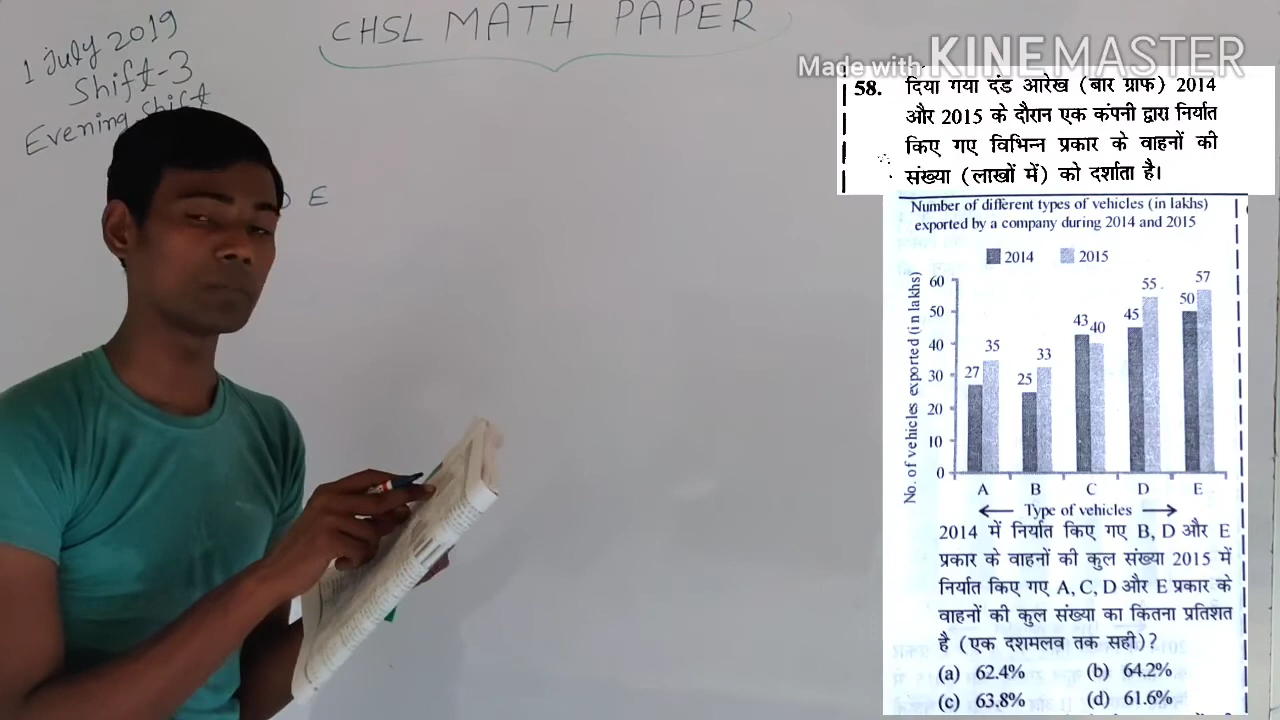 1 July 2019
Shift-3
Evening Shift
CHSL MATH PAPER
E
Made with KINEMASTER
58. दिया गया दंड आरेख (बार ग्राफ) 2014
और 2015 के दौरान एक कंपनी द्वारा निर्यात
किए गए विभिन्न प्रकार के वाहनों की
संख्या (लाखों में) को दर्शाता है।
Number of different types of vehicles (in lakhs)
exported by a company during 2014 and 2015
2014 2015
No. of vehicles exported (in lakhs)
60
50
40
30
20
10
0
27 35
25 33
43 40
45 55
50 57
A B C D E
Type of vehicles
2014 में निर्यात किए गए B, D और E
प्रकार के वाहनों की कुल संख्या 2015 में
निर्यात किए गए A, C, D और E प्रकार के
वाहनों की कुल संख्या का कितना प्रतिशत
है (एक दशमलव तक सही)?
(a) 62.4% (b) 64.2%
(c) 63.8% (d) 61.6%